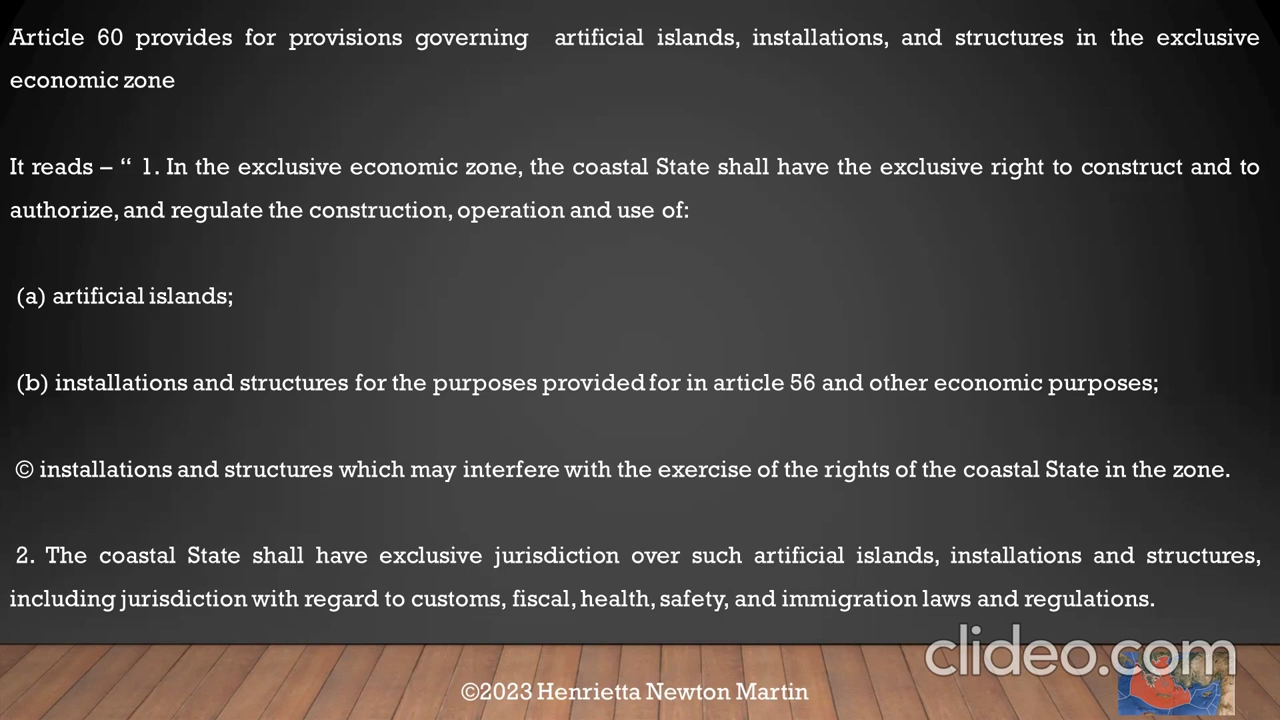 Article 60 provides for provisions governing artificial islands, installations, and structures in the exclusive
economic zone
It reads – “ 1. In the exclusive economic zone, the coastal State shall have the exclusive right to construct and to
authorize, and regulate the construction, operation and use of:
(a) artificial islands;
(b) installations and structures for the purposes provided for in article 56 and other economic purposes;
© installations and structures which may interfere with the exercise of the rights of the coastal State in the zone.
2. The coastal State shall have exclusive jurisdiction over such artificial islands, installations and structures,
including jurisdiction with regard to customs, fiscal, health, safety, and immigration laws and regulations.
clideo.com
©2023 Henrietta Newton Martin